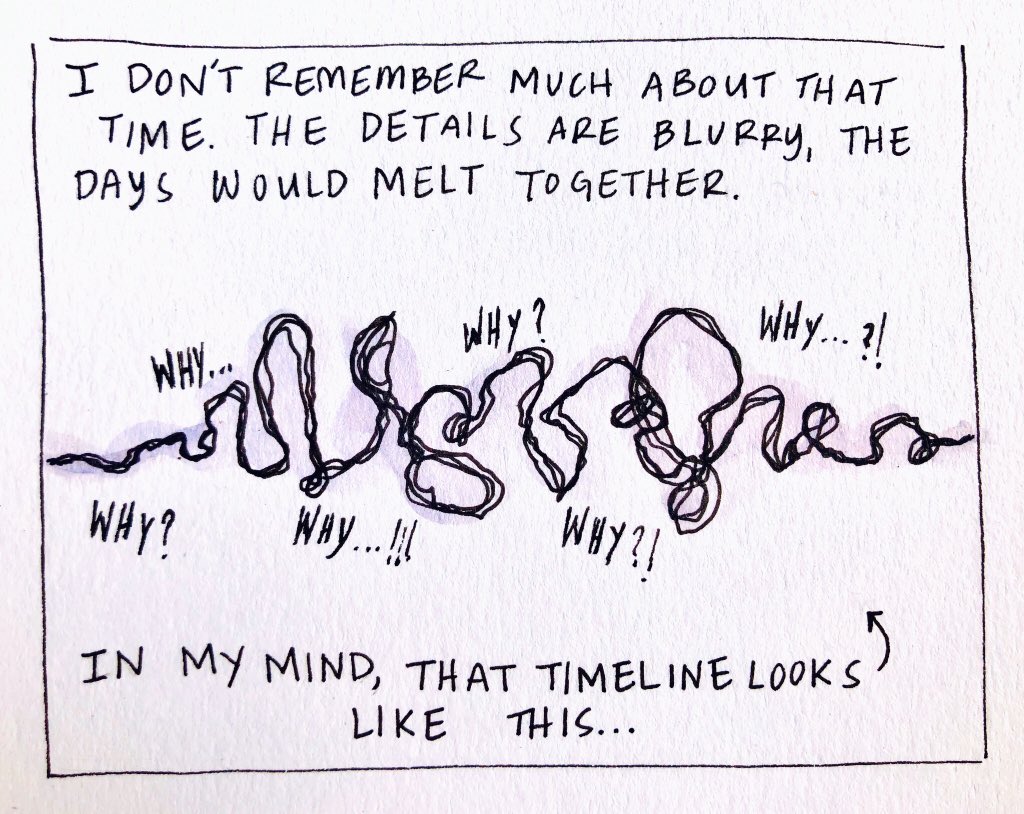 I DON'T REMEMBER MUCH ABOUT THAT
TIME. THE DETAILS ARE BLURRY, THE
DAYS WOULD MELT TOGETHER.
WHY...
WHY?
WHY...?!
WHY?
WHY...!!!
WHY?!
IN MY MIND, THAT TIMELINE LOOKS
LIKE THIS...